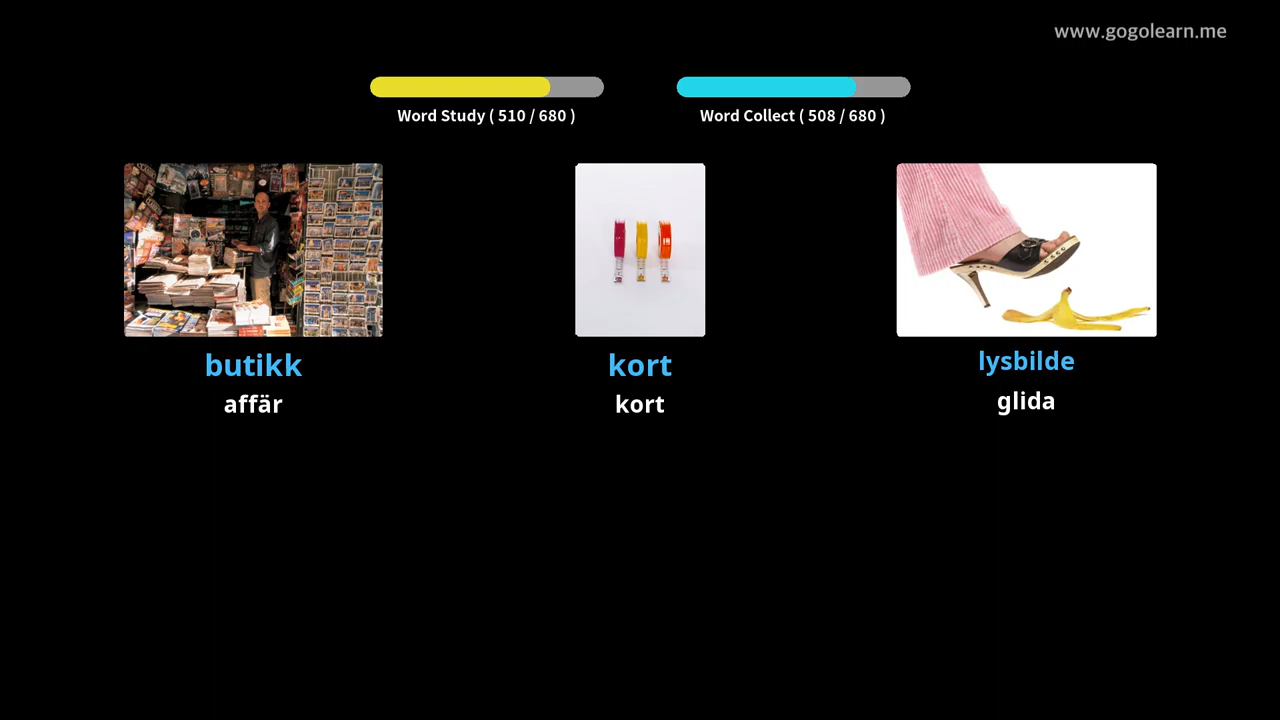 www.gogolearn.me
Word Study ( 510 / 680 )
Word Collect ( 508 / 680 )
butikk
affär
kort
kort
lysbilde
glida